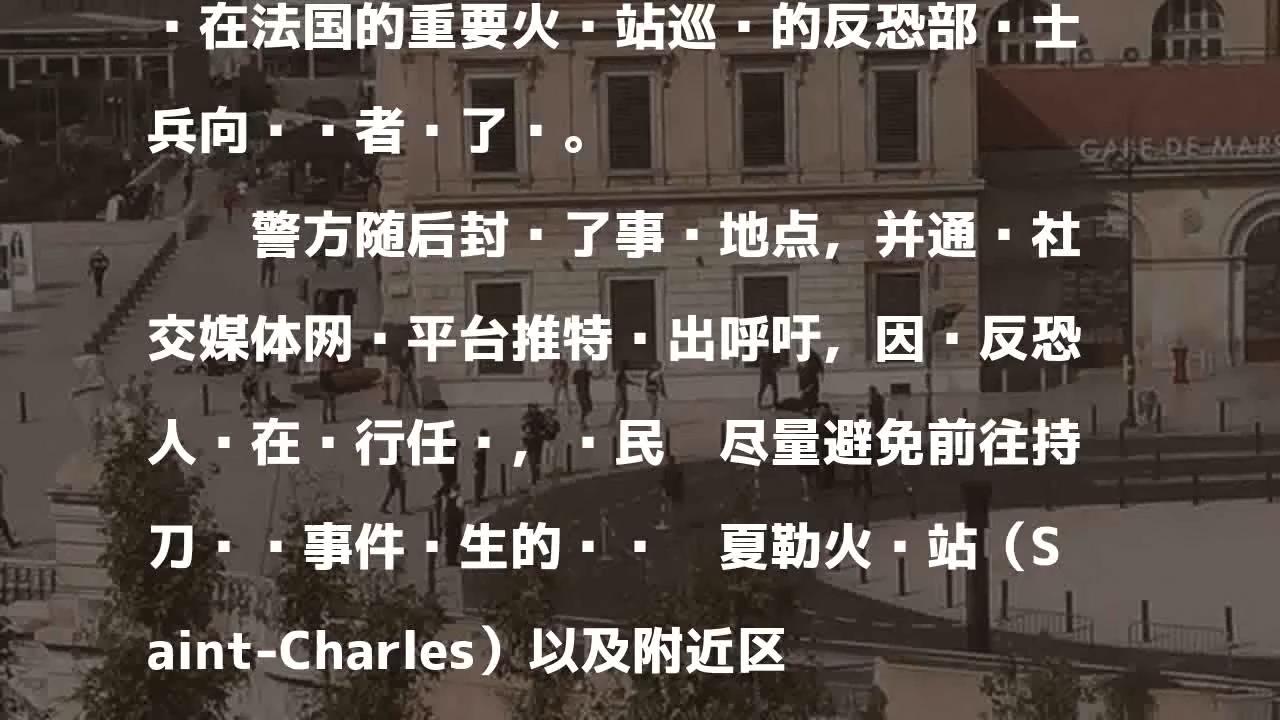 ·在法国的重要火·站巡·的反恐部·士
兵向··者·了·。
警方随后封·了事·地点，并通·社
交媒体网·平台推特·出呼吁，因·反恐
人·在·行任·，·民　尽量避免前往持
刀··事件·生的··　夏勒火·站（S
aint-Charles）以及附近区
GARE DE MARS